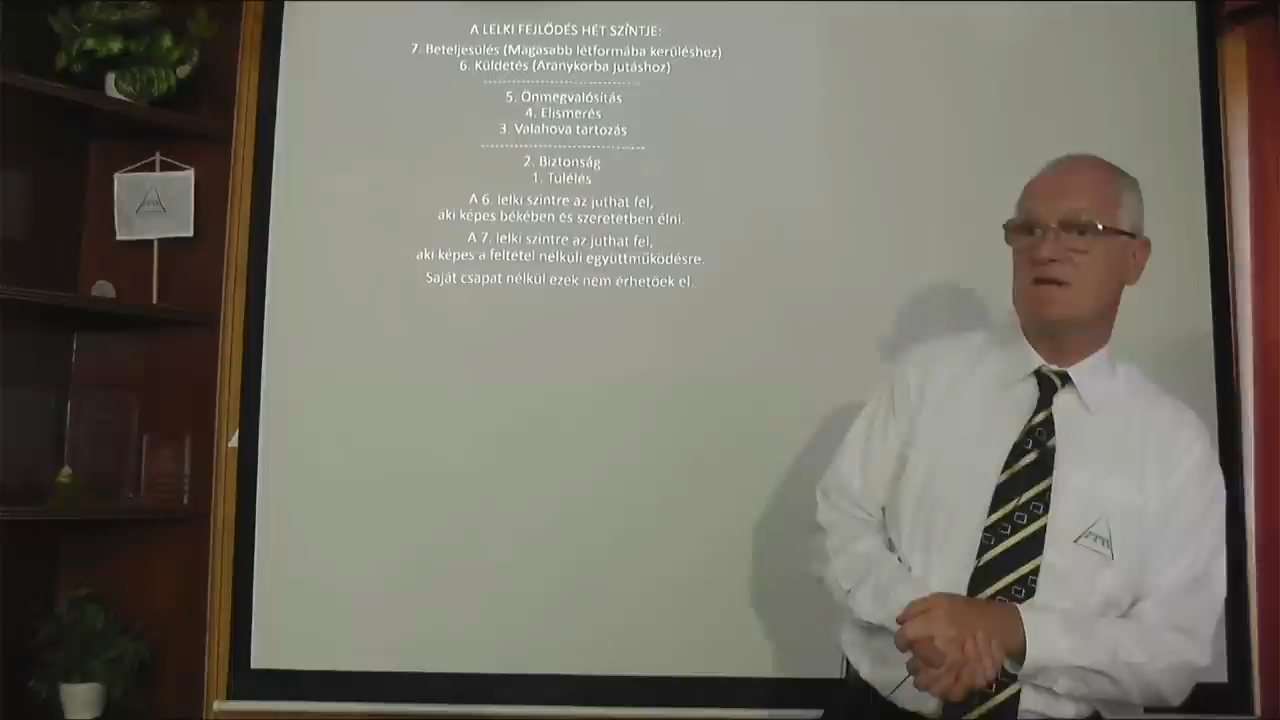 A LELKI FEJLŐDÉS HÉT SZÍNTJE:
7. Beteljesülés (Magasabb létformába kerüléshez)
6. Küldetés (Aranykorba jutáshoz)
5. Önmegvalósítás
4. Elismerés
3. Valahova tartozás
2. Biztonság
1. Túlélés
A 6. lelki szintre az juthat fel,
aki képes békében és szeretetben élni.
A 7. lelki szintre az juthat fel,
aki képes a feltétel nélküli együttműködésre.
Saját csapat nélkül ezek nem érhetőek el.